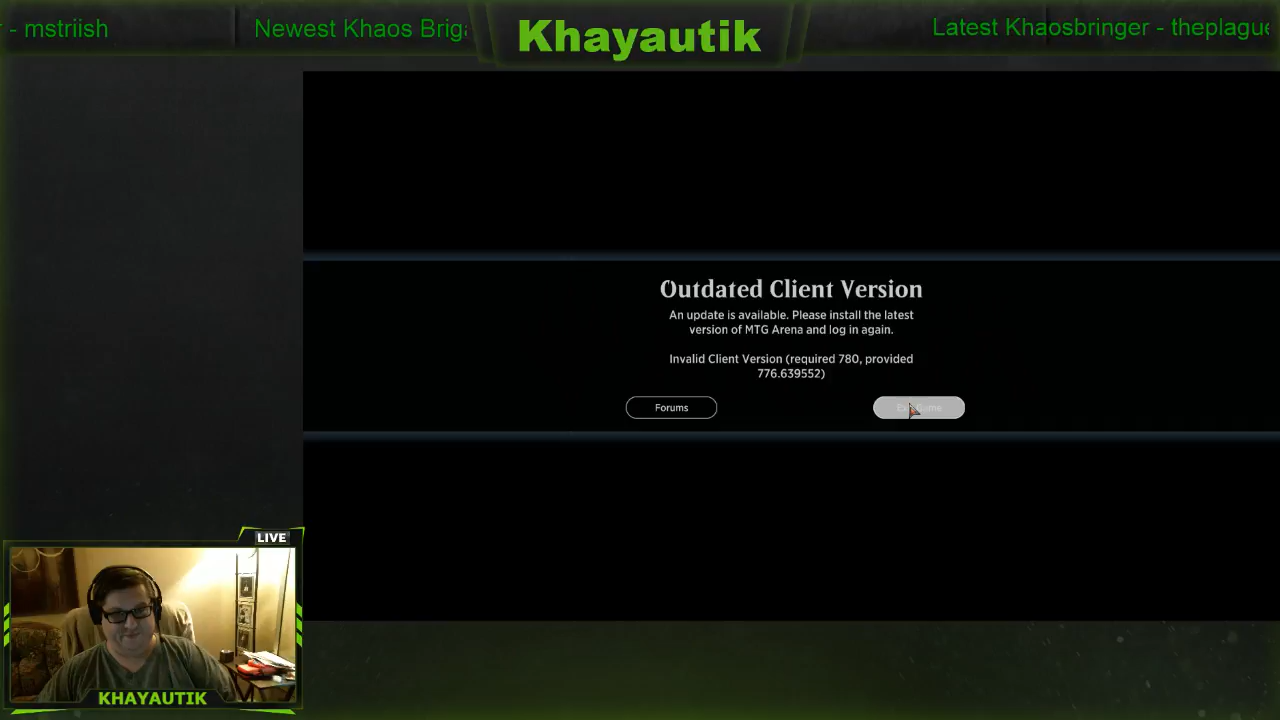 - mstriish
Newest Khaos Briga
Khayautik
Latest Khaosbringer - theplague
Outdated Client Version
An update is available. Please install the latest
version of MTG Arena and log in again.
Invalid Client Version (required 780, provided
776.639552)
Forums
LIVE
KHAYAUTIK